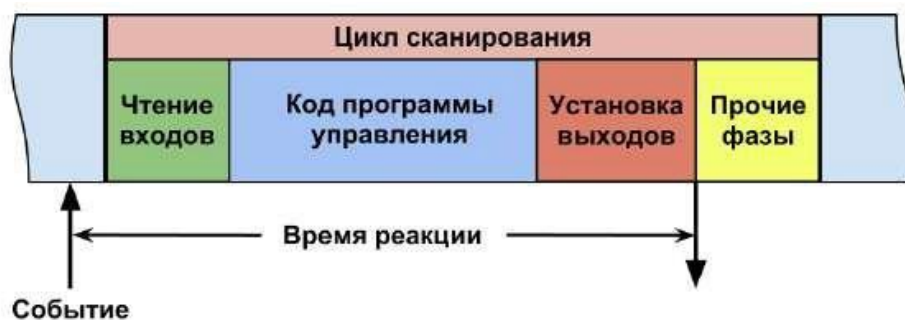 Цикл сканирования
Чтение
входов
Код программы
управления
Установка
выходов
Прочие
фазы
Время реакции
Событие